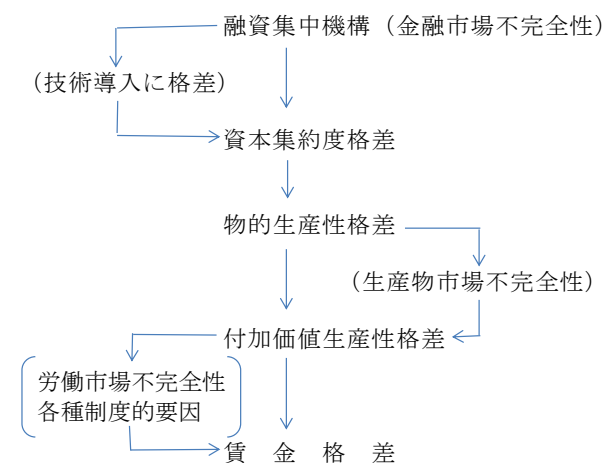 融資集中機構（金融市場不完全性）
（技術導入に格差）
資本集約度格差
物的生産性格差
（生産物市場不完全性）
付加価値生産性格差
労働市場不完全性
各種制度的要因
賃　金　格　差